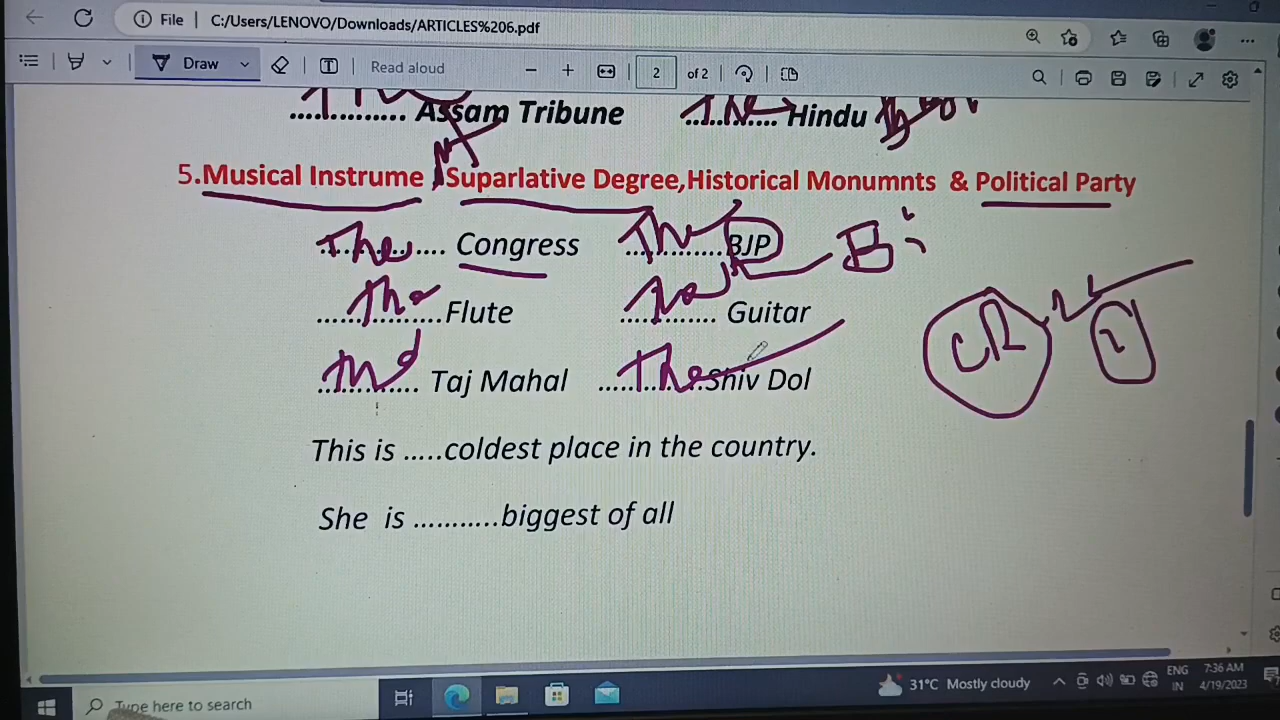 File C:/Users/LENOVO/Downloads/ARTICLES%206.pdf
Draw Read aloud 2 of 2
.............. Assam Tribune The Hindu
5.Musical Instrume nt Suparlative Degree,Historical Monumnts & Political Party
The Congress The BJP
The Flute The Guitar
The Taj Mahal The Shiv Dol
CR
This is .....coldest place in the country.
She is ...........biggest of all
Type here to search 31°C Mostly cloudy ENG IN 7:36 AM 4/19/2023